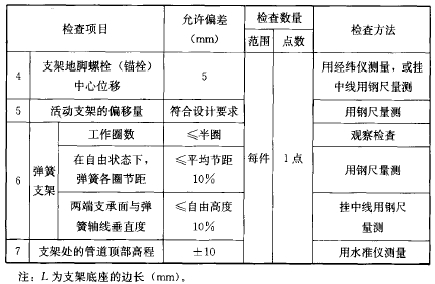 检查项目
允许偏差
(mm)
检查数量
检查方法
范围
点数
4
支架地脚螺栓（锚栓）
中心位移
5
每件
1点
用经纬仪测量，或挂
中线用钢尺量测
5
活动支架的偏移量
符合设计要求
用钢尺量测
6
弹簧
支架
工作圈数
≤半圈
观察检查
在自由状态下，
弹簧各圈节距
≤平均节距
10%
用钢尺量测
两端支承面与弹
簧轴线垂直度
≤自由高度
10%
挂中线用钢尺
量测
7
支架处的管道顶部高程
±10
用水准仪测量
注：L为支架底座的边长（mm）。